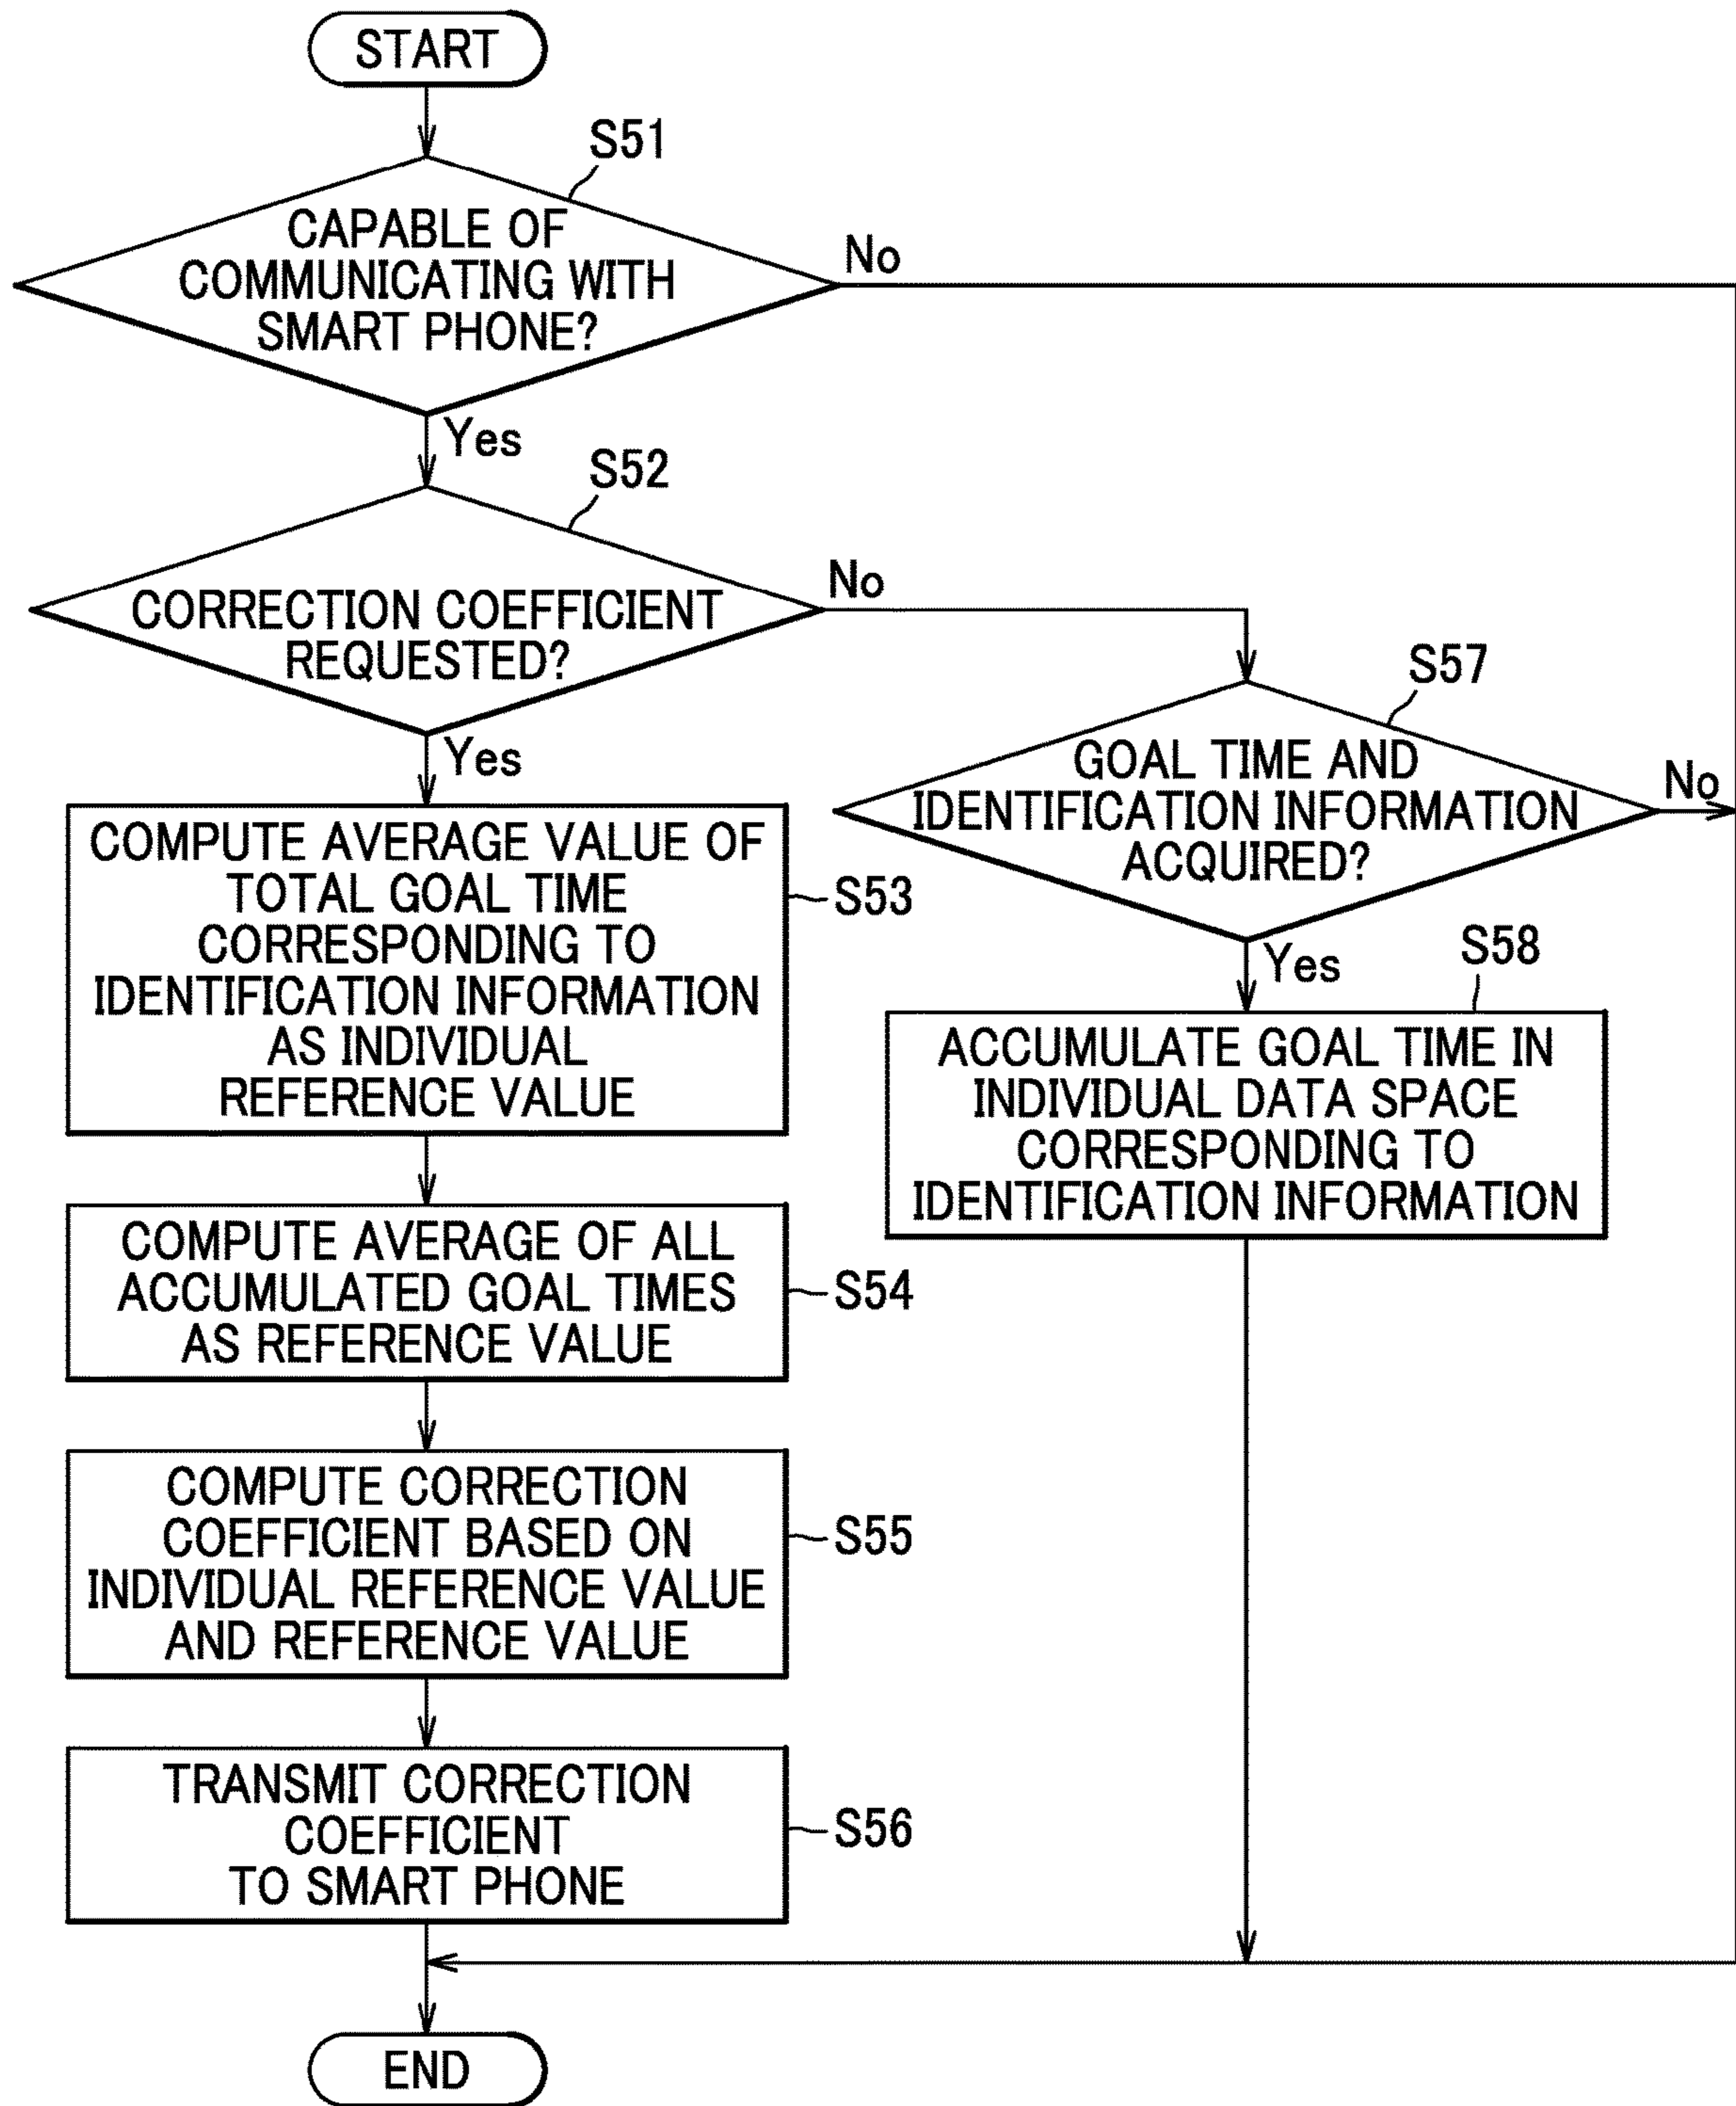 START
S51
CAPABLE OF
COMMUNICATING WITH
SMART PHONE?
No
Yes
S52
CORRECTION COEFFICIENT
REQUESTED?
No
Yes
S57
GOAL TIME AND
IDENTIFICATION INFORMATION
ACQUIRED?
No
Yes
COMPUTE AVERAGE VALUE OF
TOTAL GOAL TIME
CORRESPONDING TO
IDENTIFICATION INFORMATION
AS INDIVIDUAL
REFERENCE VALUE
S53
S58
ACCUMULATE GOAL TIME IN
INDIVIDUAL DATA SPACE
CORRESPONDING TO
IDENTIFICATION INFORMATION
COMPUTE AVERAGE OF ALL
ACCUMULATED GOAL TIMES
AS REFERENCE VALUE
S54
COMPUTE CORRECTION
COEFFICIENT BASED ON
INDIVIDUAL REFERENCE VALUE
AND REFERENCE VALUE
S55
TRANSMIT CORRECTION
COEFFICIENT
TO SMART PHONE
S56
END